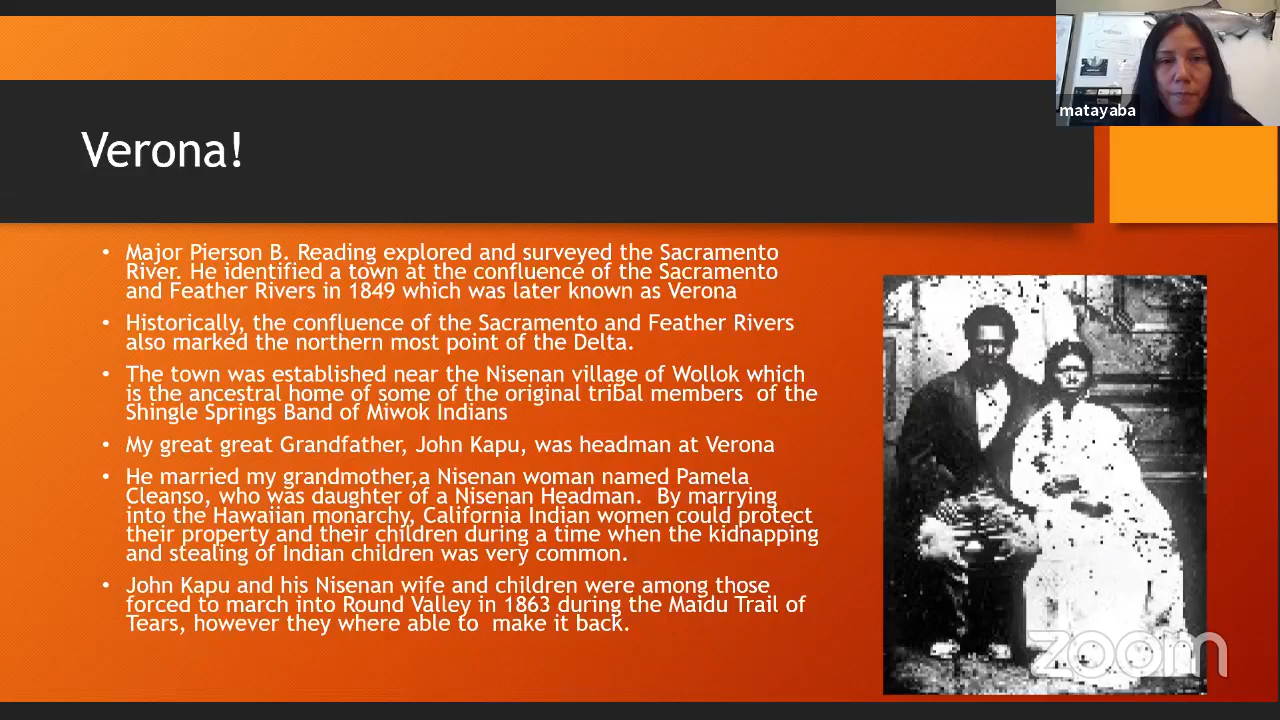 matayaba
Verona!
• Major Pierson B. Reading explored and surveyed the Sacramento
River. He identified a town at the confluence of the Sacramento
and Feather Rivers in 1849 which was later known as Verona
• Historically, the confluence of the Sacramento and Feather Rivers
also marked the northern most point of the Delta.
• The town was established near the Nisenan village of Wollok which
is the ancestral home of some of the original tribal members of the
Shingle Springs Band of Miwok Indians
• My great great Grandfather, John Kapu, was headman at Verona
• He married my grandmother,a Nisenan woman named Pamela
Cleanso, who was daughter of a Nisenan Headman. By marrying
into the Hawaiian monarchy, California Indian women could protect
their property and their children during a time when the kidnapping
and stealing of Indian children was very common.
• John Kapu and his Nisenan wife and children were among those
forced to march into Round Valley in 1863 during the Maidu Trail of
Tears, however they where able to make it back.
zoom